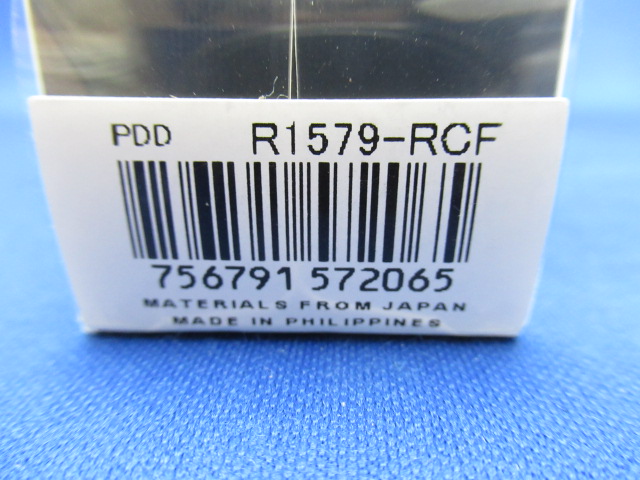 PDD R1579-RCF
756791 572065
MATERIALS FROM JAPAN
MADE IN PHILIPPINES